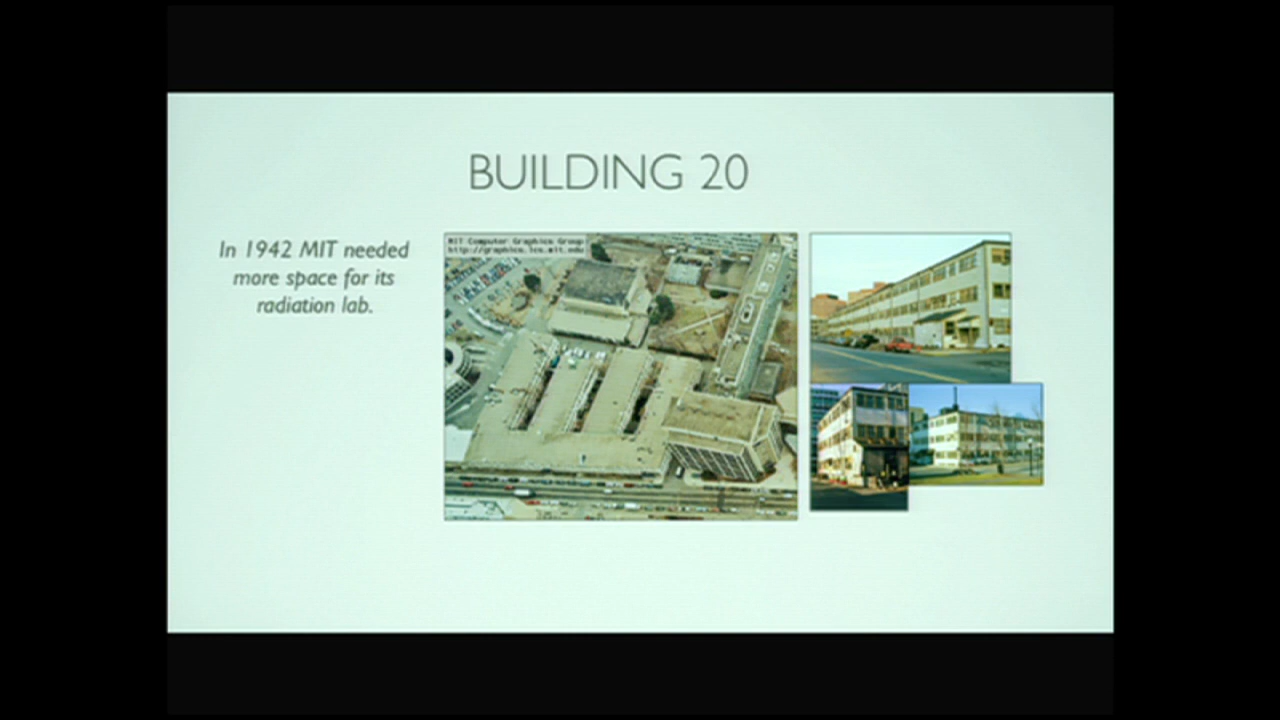 BUILDING 20
In 1942 MIT needed
more space for its
radiation lab.
MIT Computer Graphics Group
http://graphics.lcs.mit.edu